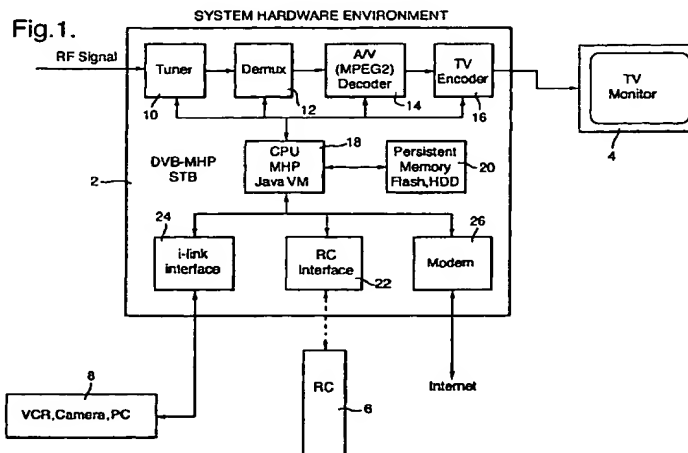 SYSTEM HARDWARE ENVIRONMENT
Fig.1.
RF Signal
Tuner
10
Demux
12
A/V
(MPEG2)
Decoder
14
TV
Encoder
16
TV
Monitor
4
2
DVB-MHP
STB
CPU
MHP
Java VM
18
Persistent
Memory
Flash,HDD
20
24
i-link
interface
RC
Interface
22
26
Modem
8
VCR,Camera,PC
RC
6
Internet